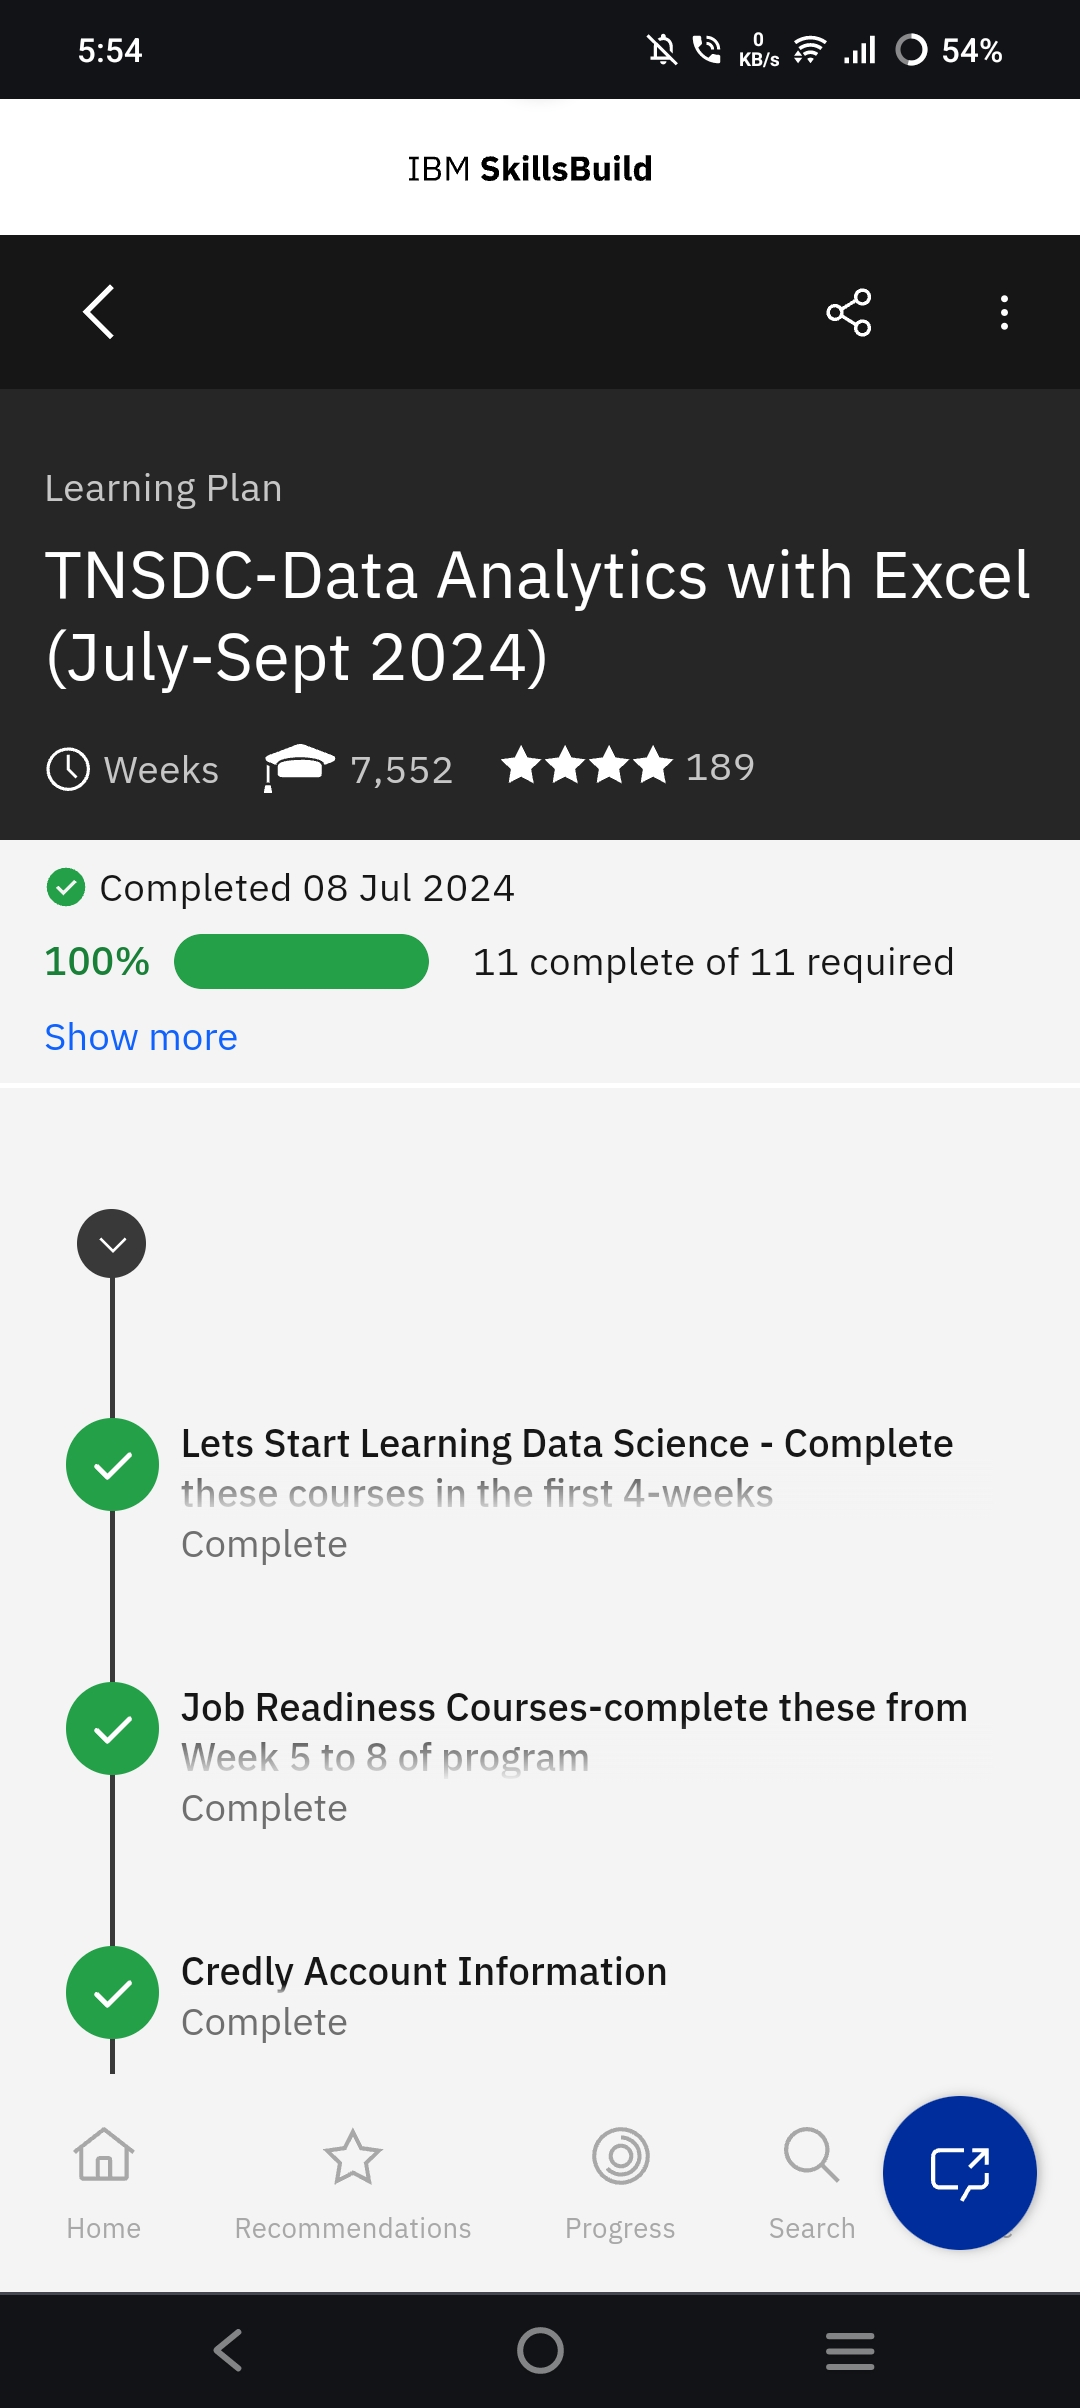 5:54
0
KB/s
54%
IBM SkillsBuild
Learning Plan
TNSDC-Data Analytics with Excel
(July-Sept 2024)
Weeks 7,552 189
Completed 08 Jul 2024
100% 11 complete of 11 required
Show more
Lets Start Learning Data Science - Complete
these courses in the first 4-weeks
Complete
Job Readiness Courses-complete these from
Week 5 to 8 of program
Complete
Credly Account Information
Complete
Home Recommendations Progress Search